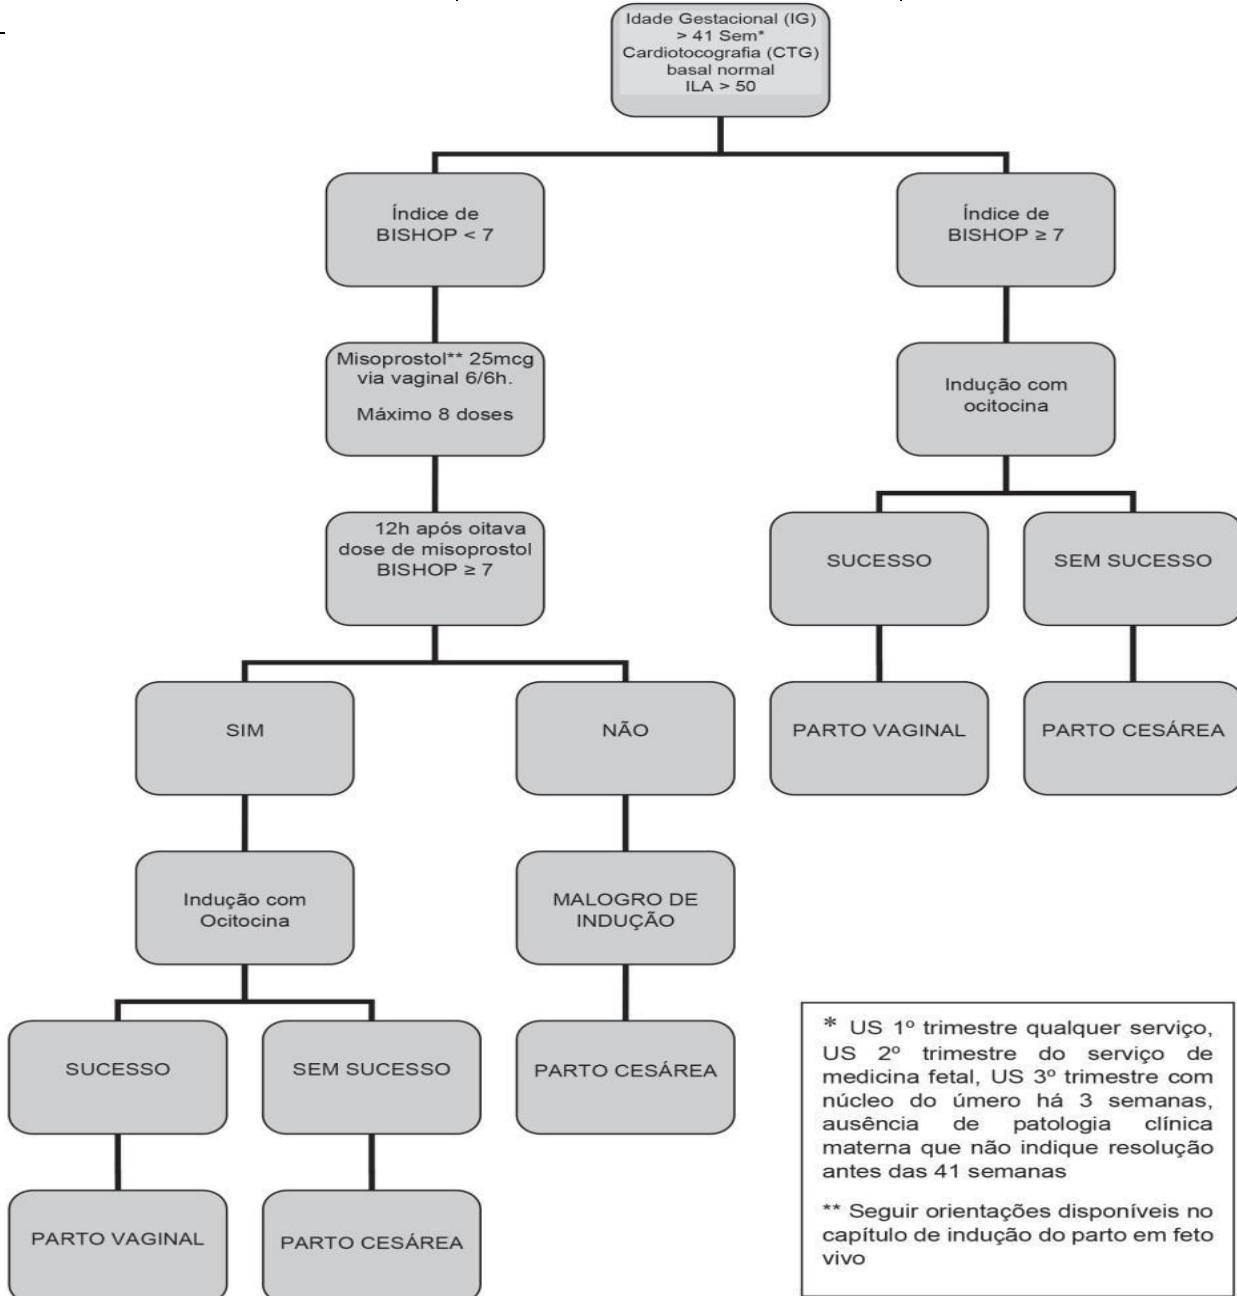 Idade Gestacional (IG)
> 41 Sem*
Cardiotocografia (CTG)
basal normal
ILA > 50
Índice de
BISHOP < 7
Índice de
BISHOP ≥ 7
Misoprostol** 25mcg
via vaginal 6/6h.
Máximo 8 doses
Indução com
ocitocina
12h após oitava
dose de misoprostol
BISHOP ≥ 7
SUCESSO
SEM SUCESSO
SIM
NÃO
PARTO VAGINAL
PARTO CESÁREA
Indução com
Ocitocina
MALOGRO DE
INDUÇÃO
SUCESSO
SEM SUCESSO
PARTO CESÁREA
PARTO VAGINAL
PARTO CESÁREA
* US 1º trimestre qualquer serviço,
US 2º trimestre do serviço de
medicina fetal, US 3º trimestre com
núcleo do úmero há 3 semanas,
ausência de patologia clínica
materna que não indique resolução
antes das 41 semanas
** Seguir orientações disponíveis no
capítulo de indução do parto em feto
vivo